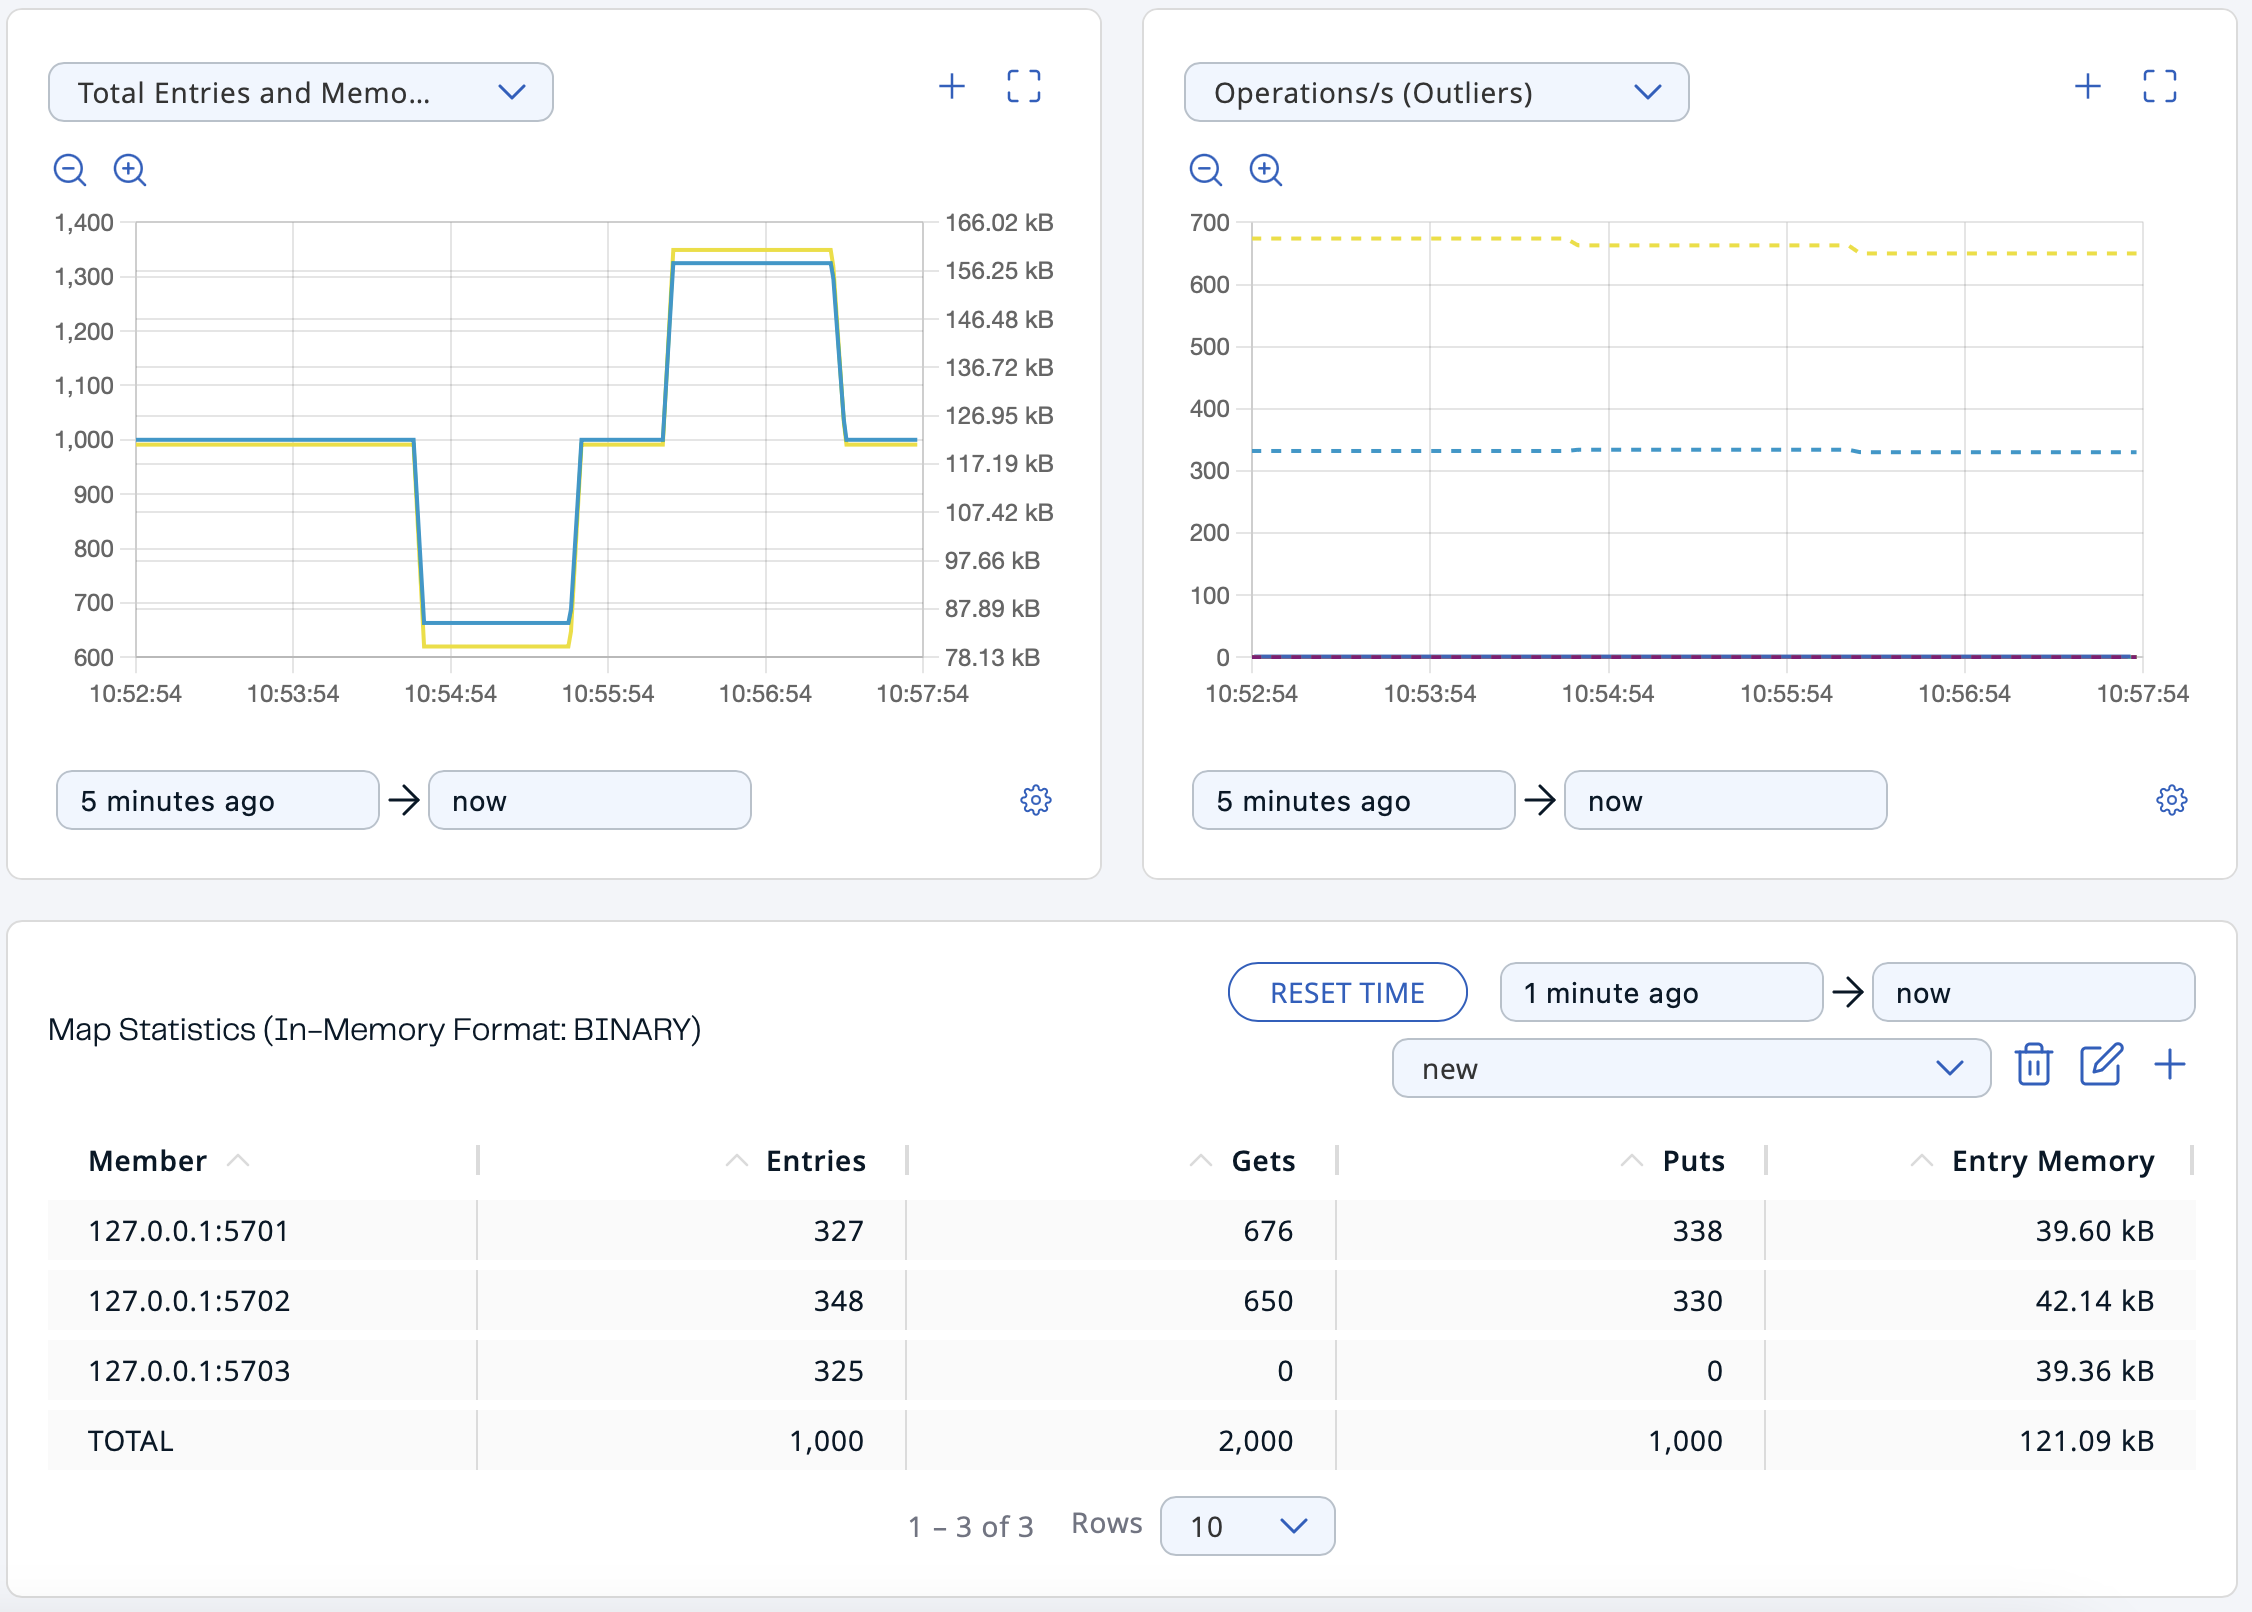 Total Entries and Memo...
1,400
1,300
1,200
1,100
1,000
900
800
700
600
166.02 kB
156.25 kB
146.48 kB
136.72 kB
126.95 kB
117.19 kB
107.42 kB
97.66 kB
87.89 kB
78.13 kB
10:52:54 10:53:54 10:54:54 10:55:54 10:56:54 10:57:54
5 minutes ago now
Operations/s (Outliers)
700
600
500
400
300
200
100
0
10:52:54 10:53:54 10:54:54 10:55:54 10:56:54 10:57:54
5 minutes ago now
RESET TIME 1 minute ago now
Map Statistics (In-Memory Format: BINARY)
new
Member Entries Gets Puts Entry Memory
127.0.0.1:5701 327 676 338 39.60 kB
127.0.0.1:5702 348 650 330 42.14 kB
127.0.0.1:5703 325 0 0 39.36 kB
TOTAL 1,000 2,000 1,000 121.09 kB
1 – 3 of 3 Rows 10